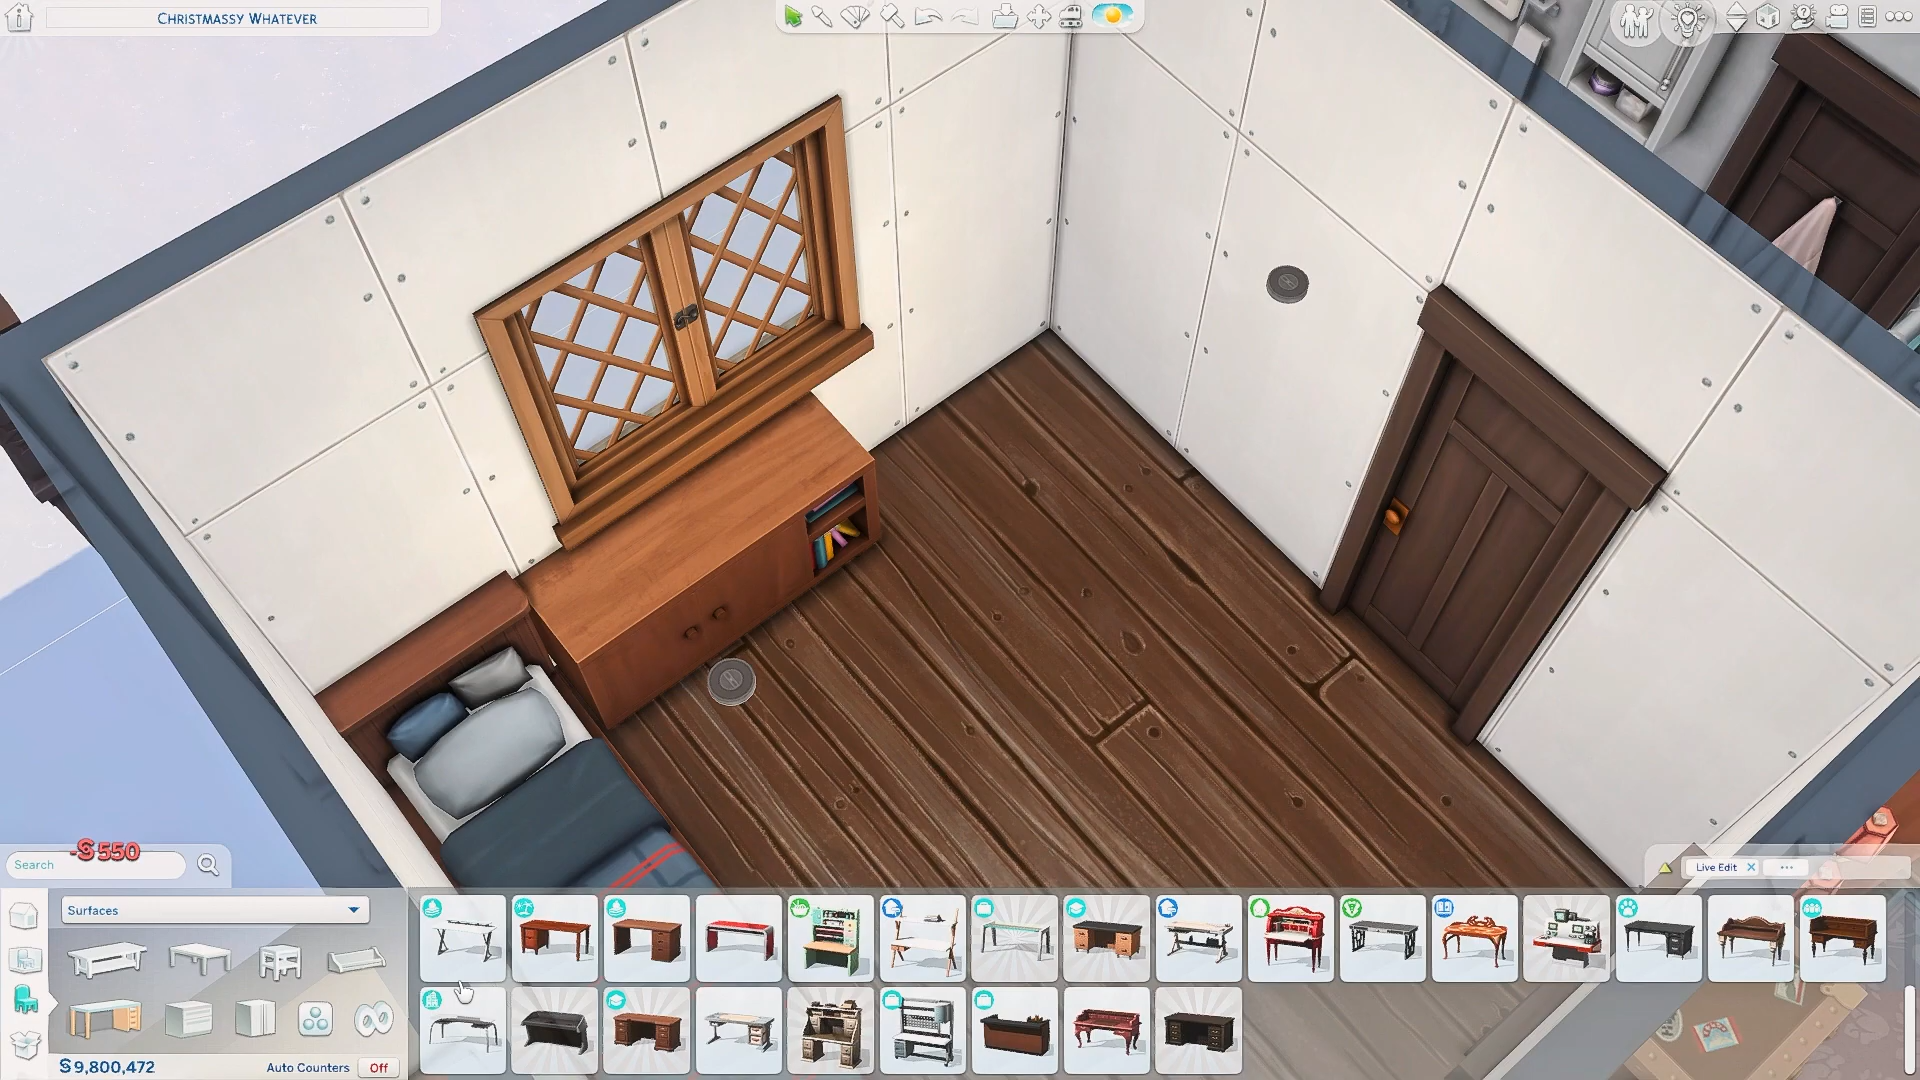 Christmassy Whatever
-§550
Search
Live Edit
Surfaces
§9,800,472
Auto Counters
Off